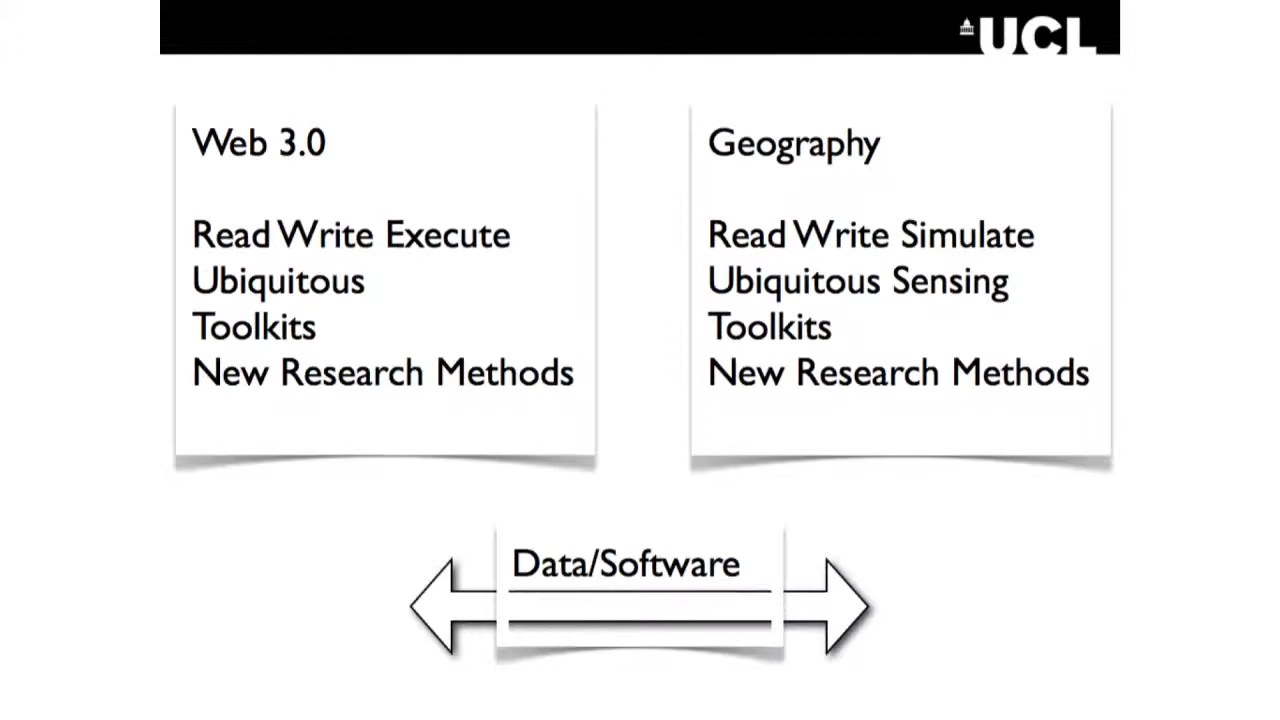 UCL
Web 3.0
Read Write Execute
Ubiquitous
Toolkits
New Research Methods
Geography
Read Write Simulate
Ubiquitous Sensing
Toolkits
New Research Methods
Data/Software